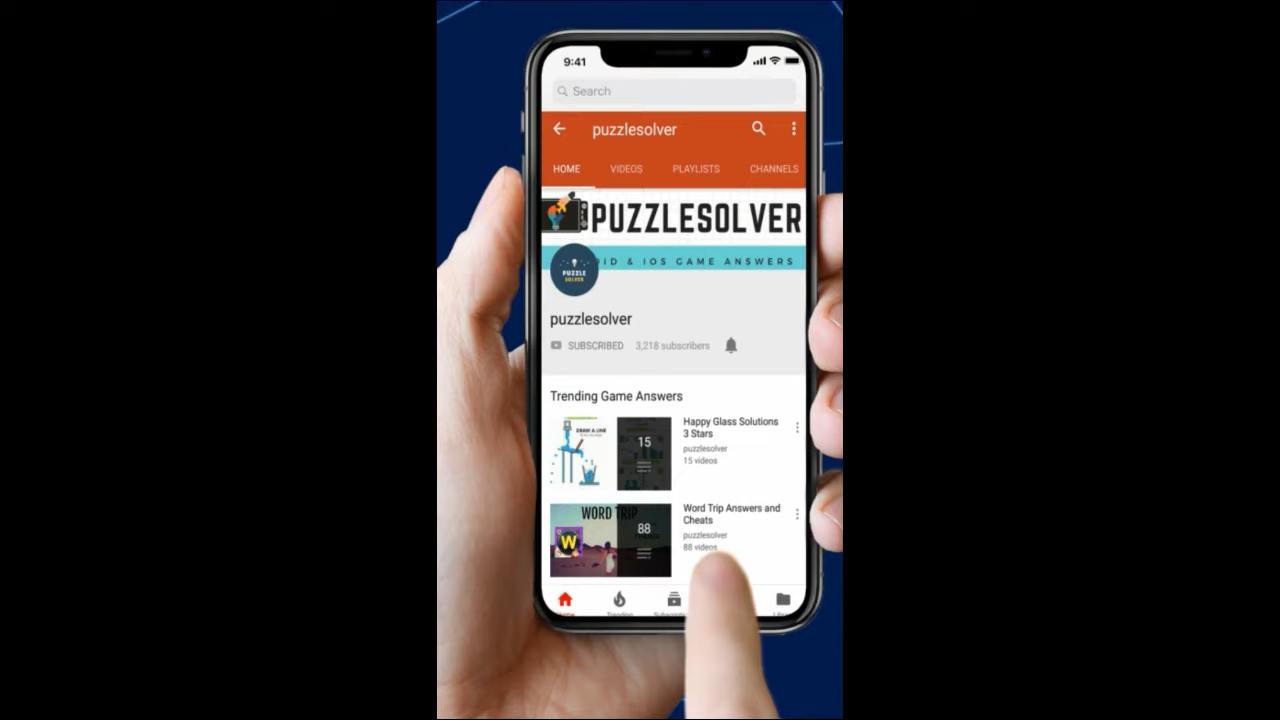 9:41
Search
puzzlesolver
HOME VIDEOS PLAYLISTS CHANNELS
PUZZLESOLVER
ID & IOS GAME ANSWERS
PUZZLE
SOLVER
puzzlesolver
SUBSCRIBED 3,218 subscribers
Trending Game Answers
DRAW A LINE
15
Happy Glass Solutions
3 Stars
puzzlesolver
15 videos
WORD TRIP
W
88
Word Trip Answers and
Cheats
puzzlesolver
88 videos
Home Trending